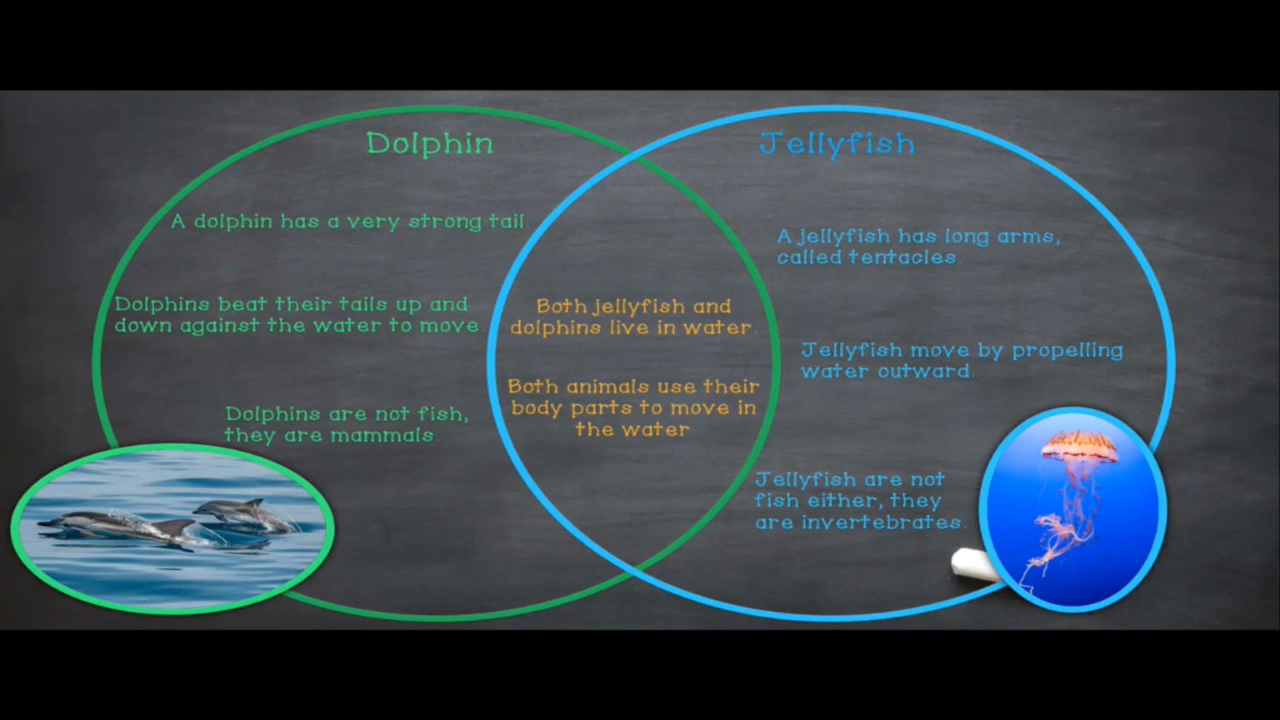 Dolphin
A dolphin has a very strong tail.
Dolphins beat their tails up and
down against the water to move.
Dolphins are not fish,
they are mammals.
Both jellyfish and
dolphins live in water.
Both animals use their
body parts to move in
the water
Jellyfish
A jellyfish has long arms,
called tentacles.
Jellyfish move by propelling
water outward.
Jellyfish are not
fish either, they
are invertebrates.